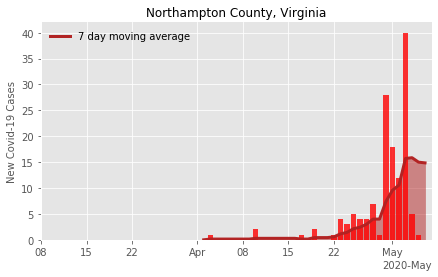 Northampton County, Virginia
7 day moving average
New Covid-19 Cases
40
35
30
25
20
15
10
5
0
08 15 22 Apr 08 15 22 May
2020-May